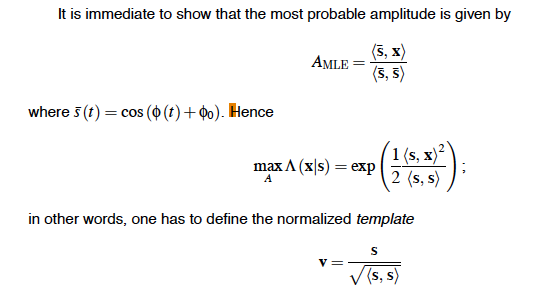 It is immediate to show that the most probable amplitude is given by
A_MLE = ⟨s̄, x⟩ / ⟨s̄, s̄⟩
where s̄(t) = cos(ϕ(t) + ϕ₀). Hence
max_A Λ(x|s) = exp( 1/2 ⟨s, x⟩² / ⟨s, s⟩ ) ;
in other words, one has to define the normalized template
v = s / √⟨s, s⟩